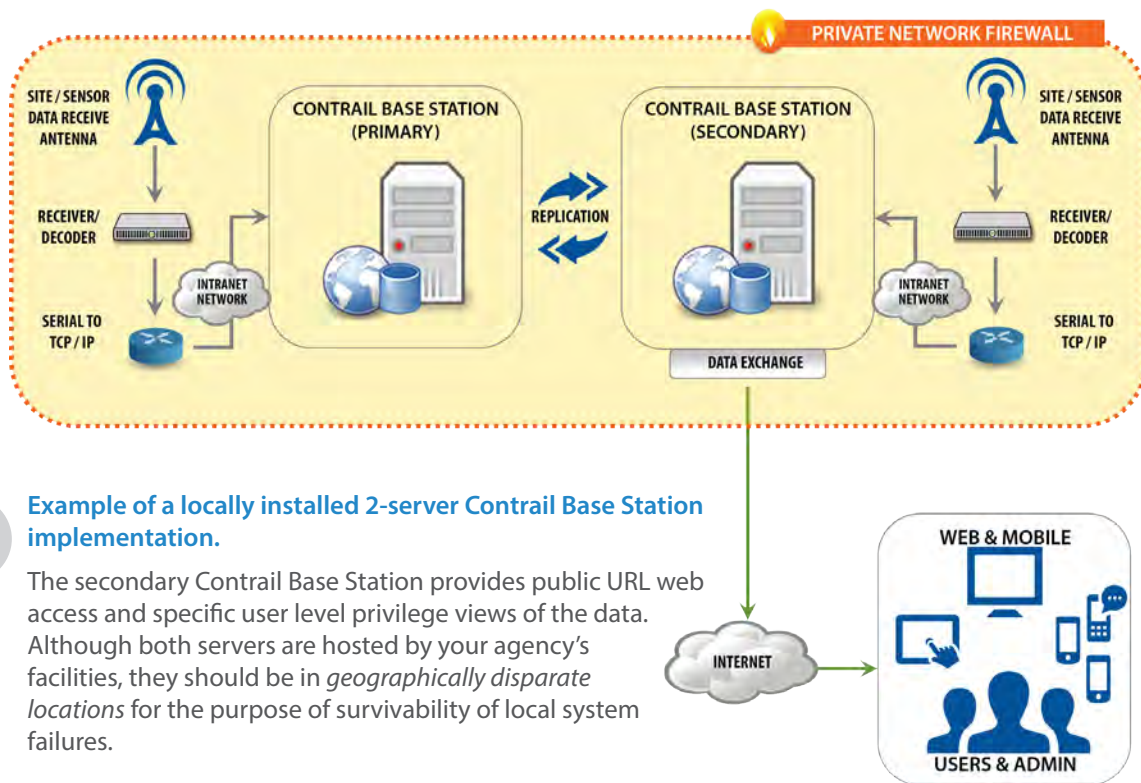 PRIVATE NETWORK FIREWALL
SITE / SENSOR
DATA RECEIVE
ANTENNA
RECEIVER/
DECODER
INTRANET
NETWORK
SERIAL TO
TCP / IP
CONTRAIL BASE STATION
(PRIMARY)
REPLICATION
CONTRAIL BASE STATION
(SECONDARY)
DATA EXCHANGE
SITE / SENSOR
DATA RECEIVE
ANTENNA
RECEIVER/
DECODER
INTRANET
NETWORK
SERIAL TO
TCP / IP
Example of a locally installed 2-server Contrail Base Station
implementation.
The secondary Contrail Base Station provides public URL web
access and specific user level privilege views of the data.
Although both servers are hosted by your agency’s
facilities, they should be in geographically disparate
locations for the purpose of survivability of local system
failures.
INTERNET
WEB & MOBILE
USERS & ADMIN